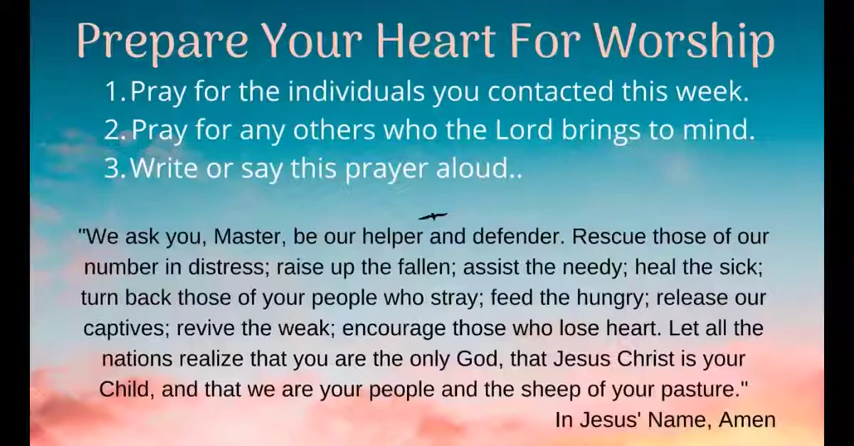 Prepare Your Heart For Worship
1. Pray for the individuals you contacted this week.
2. Pray for any others who the Lord brings to mind.
3. Write or say this prayer aloud..
"We ask you, Master, be our helper and defender. Rescue those of our
number in distress; raise up the fallen; assist the needy; heal the sick;
turn back those of your people who stray; feed the hungry; release our
captives; revive the weak; encourage those who lose heart. Let all the
nations realize that you are the only God, that Jesus Christ is your
Child, and that we are your people and the sheep of your pasture."
In Jesus' Name, Amen